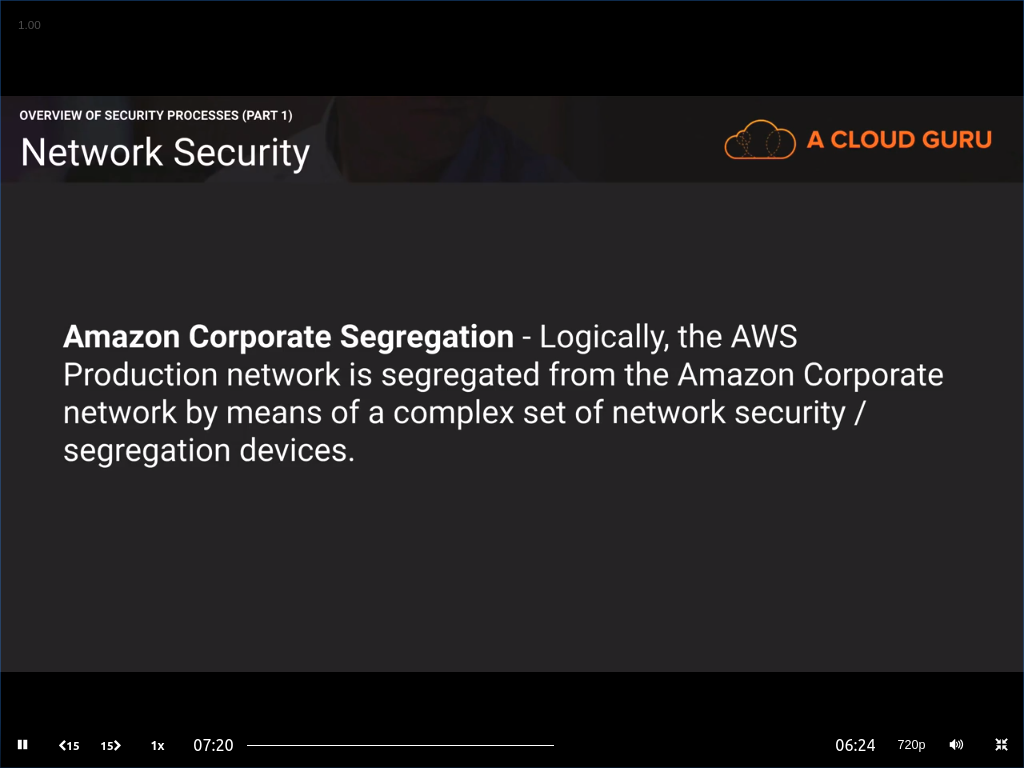 1.00
OVERVIEW OF SECURITY PROCESSES (PART 1)
Network Security
A CLOUD GURU
Amazon Corporate Segregation - Logically, the AWS
Production network is segregated from the Amazon Corporate
network by means of a complex set of network security /
segregation devices.
15 15 1x 07:20 06:24 720p